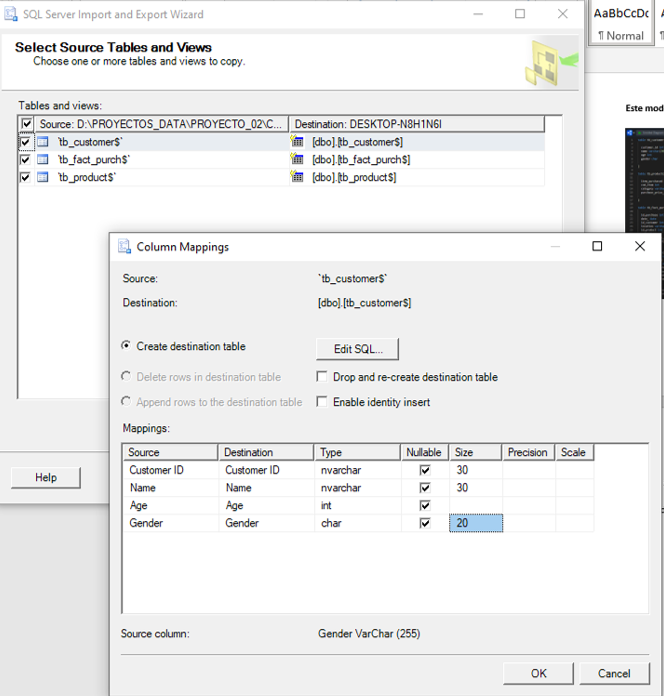 SQL Server Import and Export Wizard
AaBbCcDc
¶ Normal
Select Source Tables and Views
Choose one or more tables and views to copy.
Tables and views:
Source: D:\PROYECTOS_DATA\PROYECTO_02\C... Destination: DESKTOP-N8H1N6I
`tb_customer$` [dbo].[tb_customer$]
`tb_fact_purch$` [dbo].[tb_fact_purch$]
`tb_product$` [dbo].[tb_product$]
Este mod
Column Mappings
Source: `tb_customer$`
Destination: [dbo].[tb_customer$]
Create destination table Edit SQL...
Delete rows in destination table Drop and re-create destination table
Append rows to the destination table Enable identity insert
Mappings:
Source Destination Type Nullable Size Precision Scale
Customer ID Customer ID nvarchar 30
Name Name nvarchar 30
Age Age int
Gender Gender char 20
Help
Source column: Gender VarChar (255)
OK Cancel